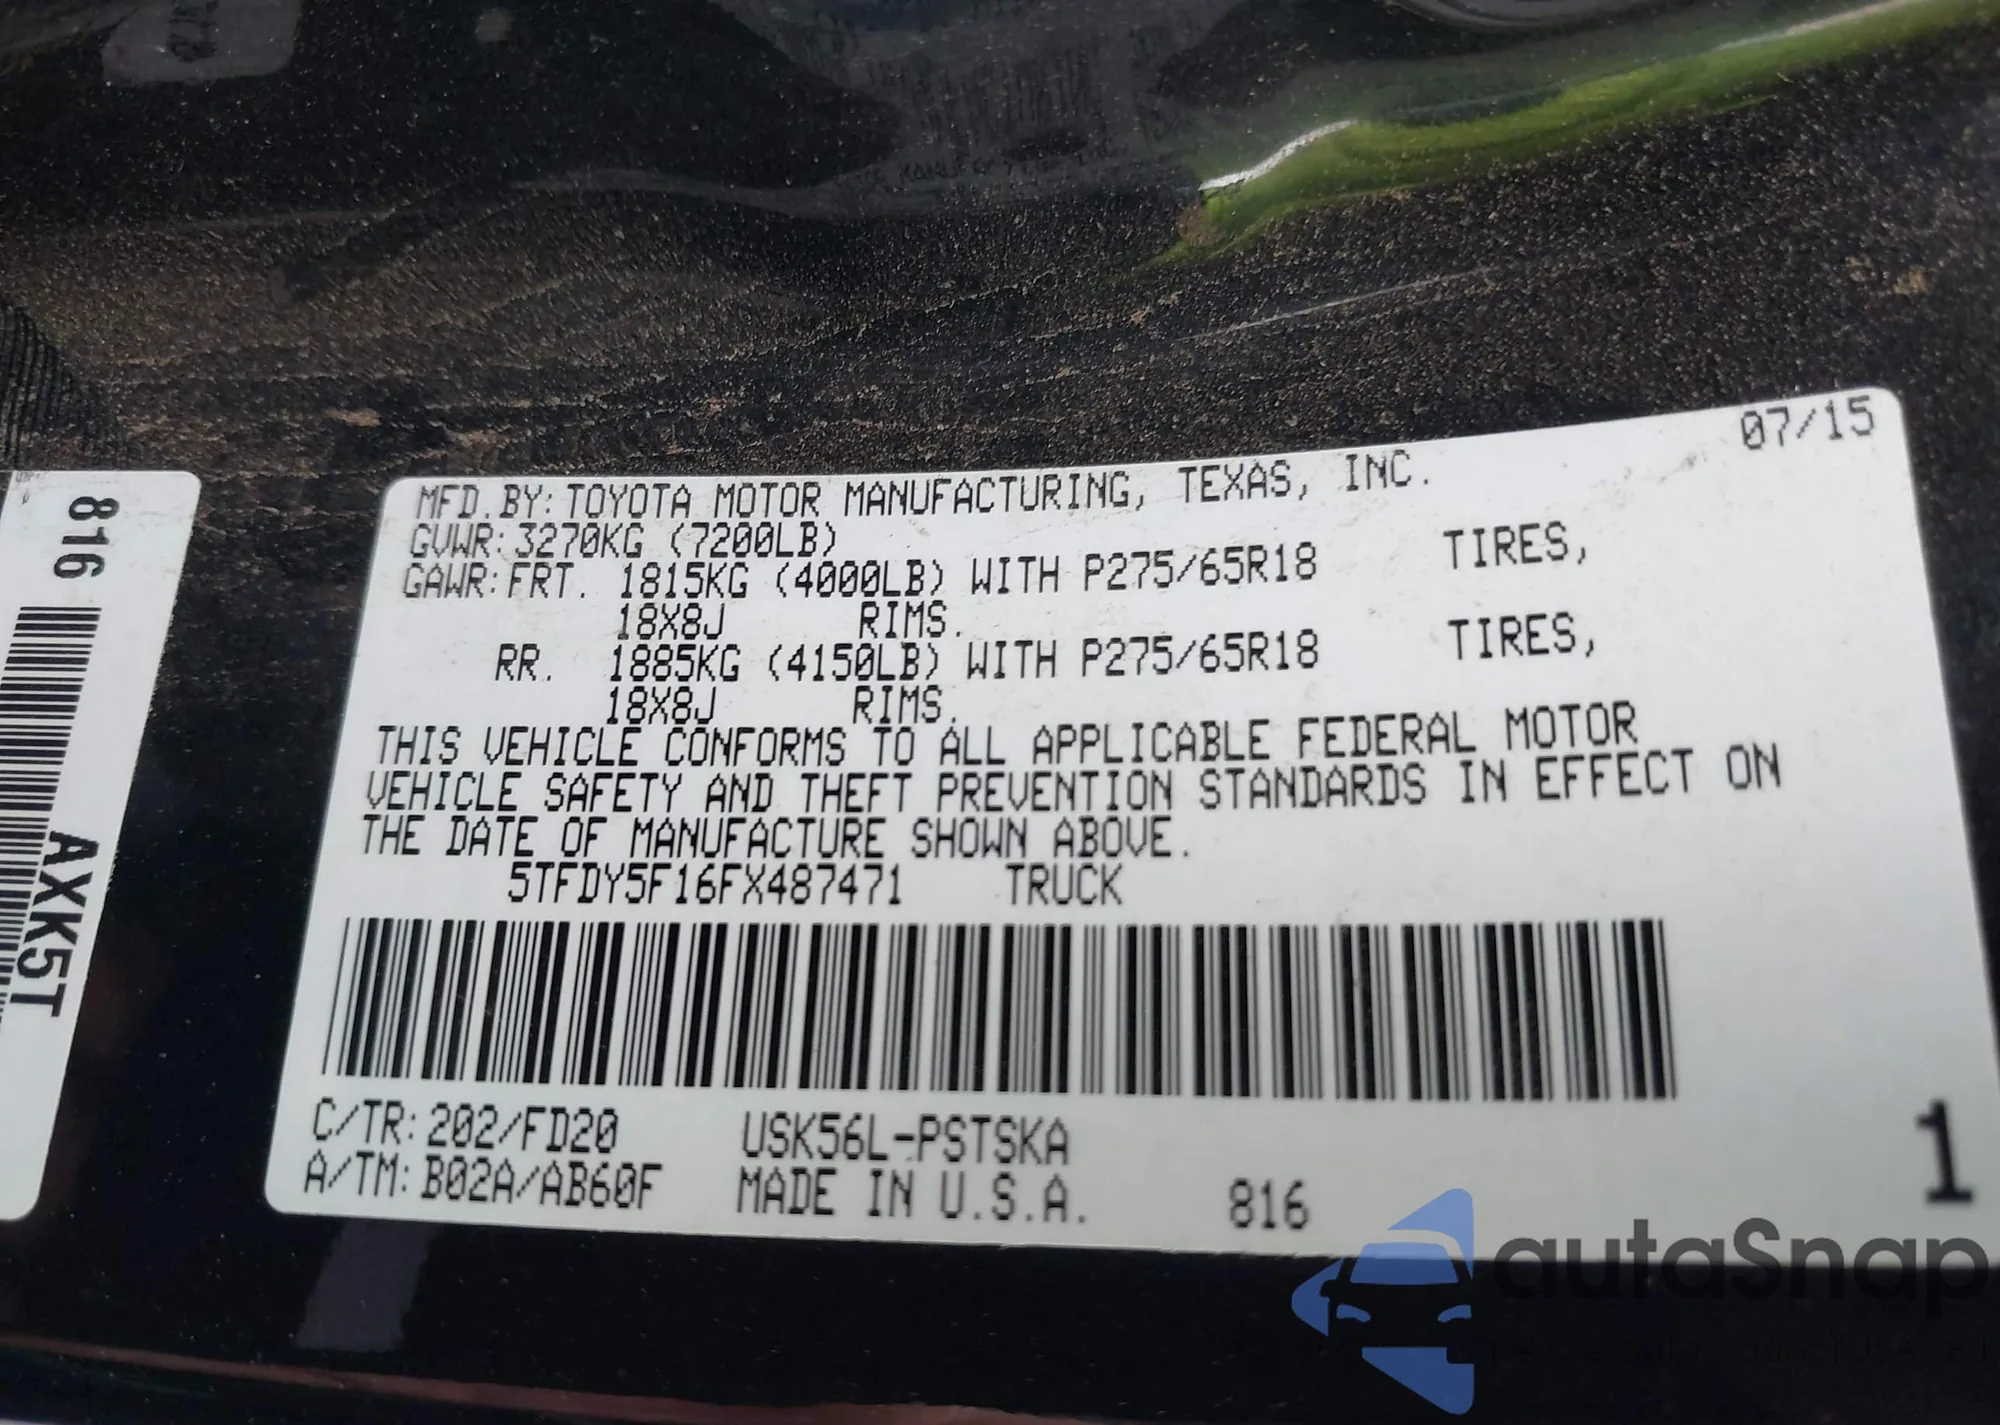 816
AXK5T
07/15
MFD.BY:TOYOTA MOTOR MANUFACTURING, TEXAS, INC.
GVWR:3270KG (7200LB)
GAWR:FRT. 1815KG (4000LB) WITH P275/65R18 TIRES,
18X8J RIMS.
RR. 1885KG (4150LB) WITH P275/65R18 TIRES,
18X8J RIMS.
THIS VEHICLE CONFORMS TO ALL APPLICABLE FEDERAL MOTOR
VEHICLE SAFETY AND THEFT PREVENTION STANDARDS IN EFFECT ON
THE DATE OF MANUFACTURE SHOWN ABOVE.
5TFDY5F16FX487471 TRUCK
C/TR:202/FD20 USK56L-PSTSKA
A/TM:B02A/AB60F MADE IN U.S.A. 816
1
autaSnap